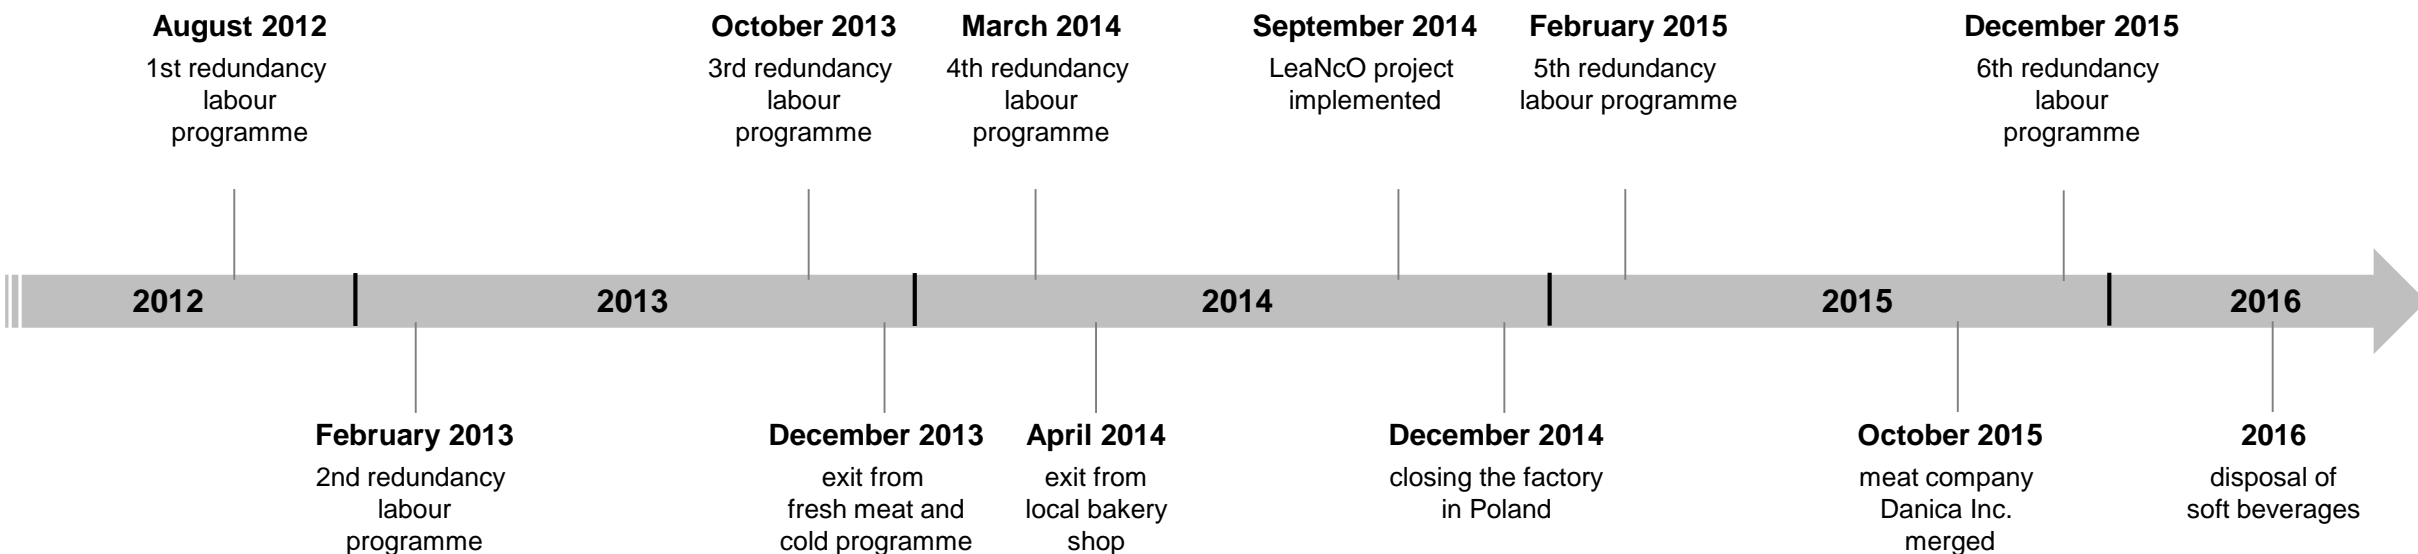 August 2012
1st redundancy
labour
programme
October 2013
3rd redundancy
labour
programme
March 2014
4th redundancy
labour
programme
September 2014
LeaNcO project
implemented
February 2015
5th redundancy
labour programme
December 2015
6th redundancy
labour
programme
2012
2013
2014
2015
2016
February 2013
2nd redundancy
labour
programme
December 2013
exit from
fresh meat and
cold programme
April 2014
exit from
local bakery
shop
December 2014
closing the factory
in Poland
October 2015
meat company
Danica Inc.
merged
2016
disposal of
soft beverages